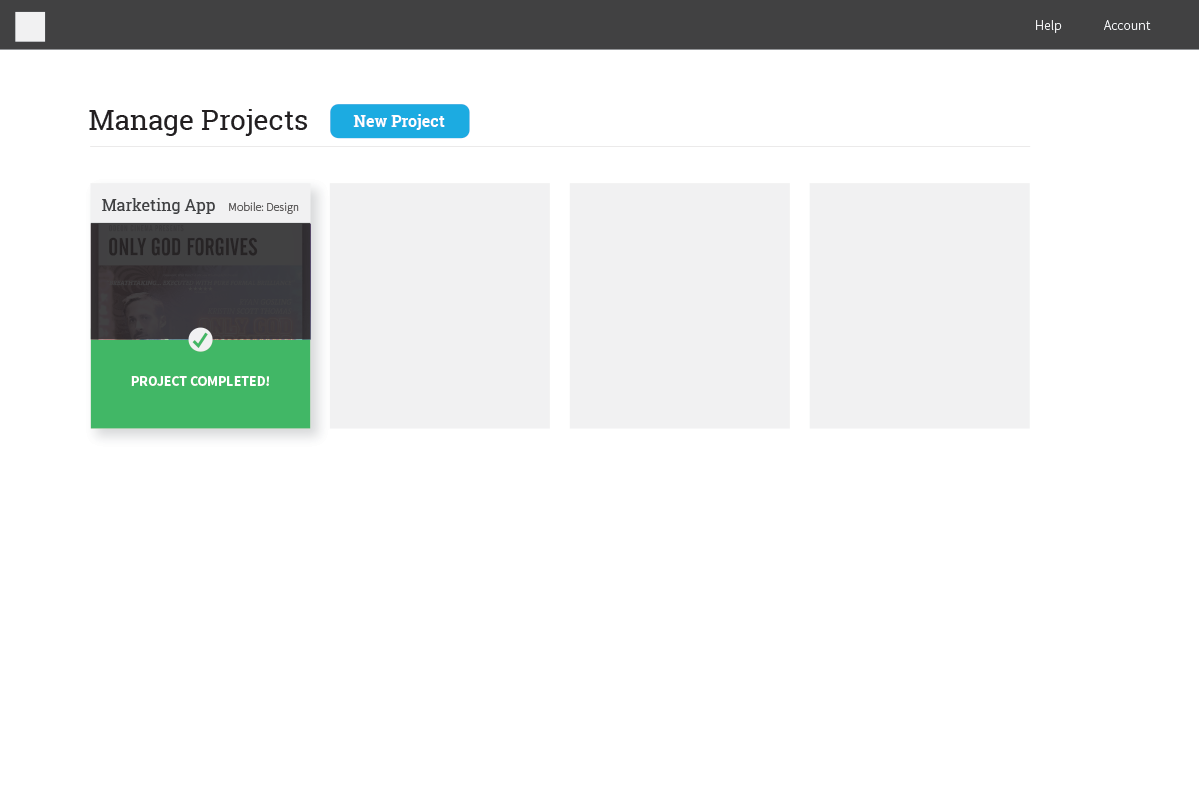 Help Account
Manage Projects New Project
Marketing App Mobile: Design
ONLY GOD FORGIVES
PROJECT COMPLETED!